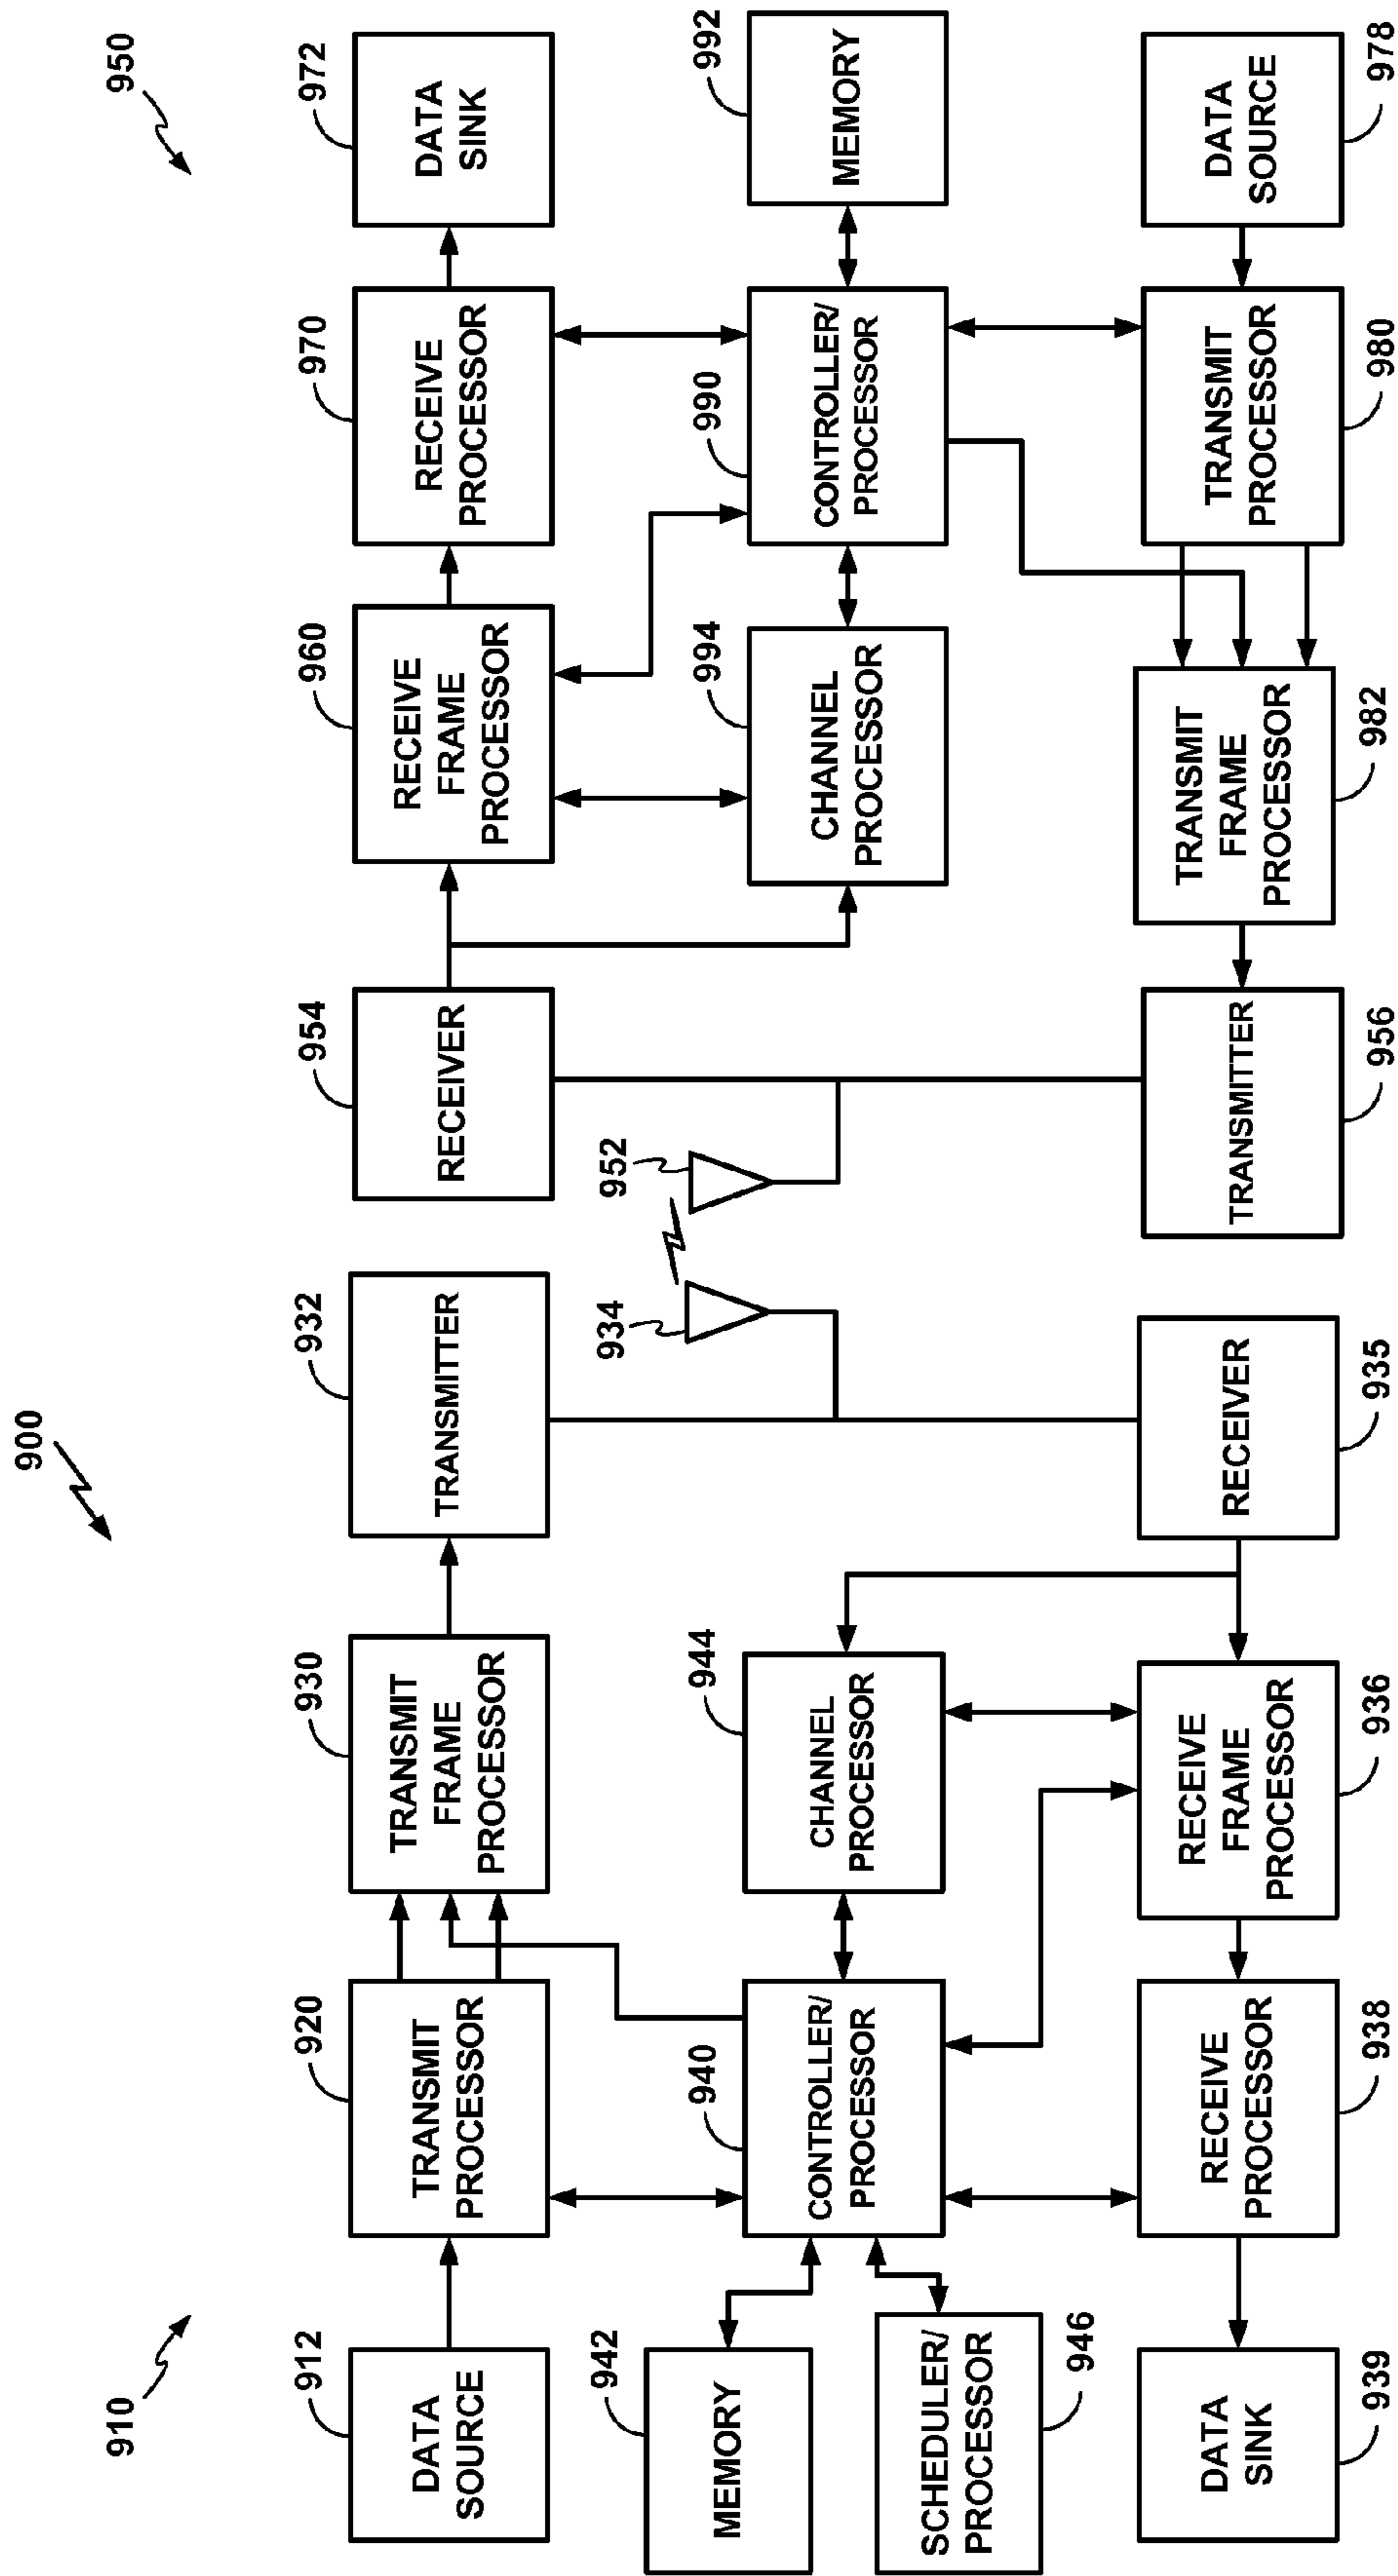 900
910
950
912
DATA
SOURCE
920
TRANSMIT
PROCESSOR
930
TRANSMIT
FRAME
PROCESSOR
932
TRANSMITTER
954
RECEIVER
960
RECEIVE
FRAME
PROCESSOR
970
RECEIVE
PROCESSOR
972
DATA
SINK
942
MEMORY
940
CONTROLLER/
PROCESSOR
944
CHANNEL
PROCESSOR
934
952
994
CHANNEL
PROCESSOR
990
CONTROLLER/
PROCESSOR
992
MEMORY
SCHEDULER/
PROCESSOR
946
DATA
SINK
939
RECEIVE
PROCESSOR
938
RECEIVE
FRAME
PROCESSOR
936
RECEIVER
935
TRANSMITTER
956
TRANSMIT
FRAME
PROCESSOR
982
TRANSMIT
PROCESSOR
980
DATA
SOURCE
978